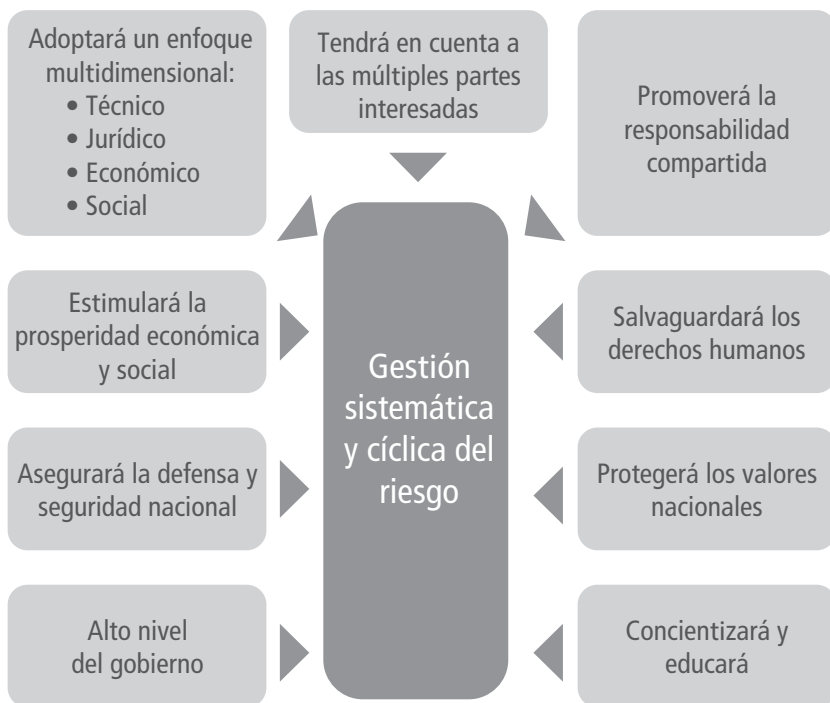 Adoptará un enfoque
multidimensional:
• Técnico
• Jurídico
• Económico
• Social
Tendrá en cuenta a
las múltiples partes
interesadas
Promoverá la
responsabilidad
compartida
Estimulará la
prosperidad económica
y social
Gestión
sistemática
y cíclica del
riesgo
Salvaguardará los
derechos humanos
Asegurará la defensa y
seguridad nacional
Protegerá los valores
nacionales
Alto nivel
del gobierno
Concientizará y
educará